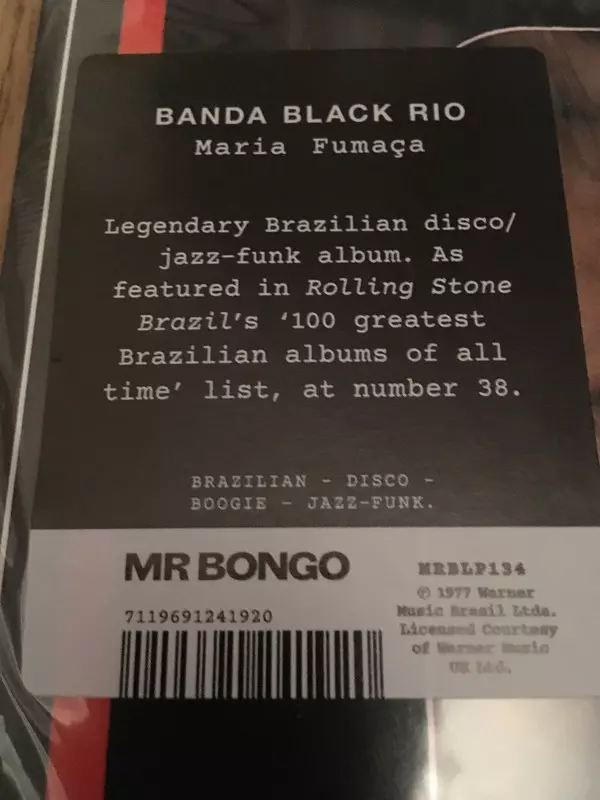 BANDA BLACK RIO
Maria Fumaça
Legendary Brazilian disco/
jazz-funk album. As
featured in Rolling Stone
Brazil's ‘100 greatest
Brazilian albums of all
time’ list, at number 38.
BRAZILIAN - DISCO -
BOOGIE - JAZZ-FUNK.
MR BONGO
MRBLP134
7119691241920
℗ 1977 Warner
Music Brasil Ltda.
Licensed Courtesy
of Warner Music
UK Ltd.